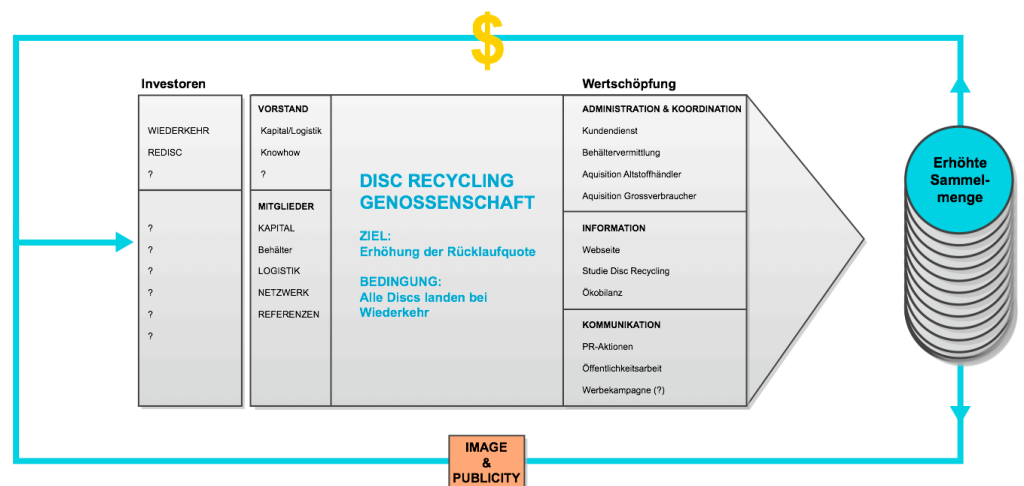 $
Investoren
WIEDERKEHR
REDISC
?
?
?
?
?
?
?
VORSTAND
Kapital/Logistik
Knowhow
?
MITGLIEDER
KAPITAL
Behälter
LOGISTIK
NETZWERK
REFERENZEN
DISC RECYCLING
GENOSSENSCHAFT
ZIEL:
Erhöhung der Rücklaufquote
BEDINGUNG:
Alle Discs landen bei
Wiederkehr
Wertschöpfung
ADMINISTRATION & KOORDINATION
Kundendienst
Behältervermittlung
Aquisition Altstoffhändler
Aquisition Grossverbraucher
INFORMATION
Webseite
Studie Disc Recycling
Ökobilanz
KOMMUNIKATION
PR-Aktionen
Öffentlichkeitsarbeit
Werbekampagne (?)
Erhöhte
Sammel-
menge
IMAGE
&
PUBLICITY